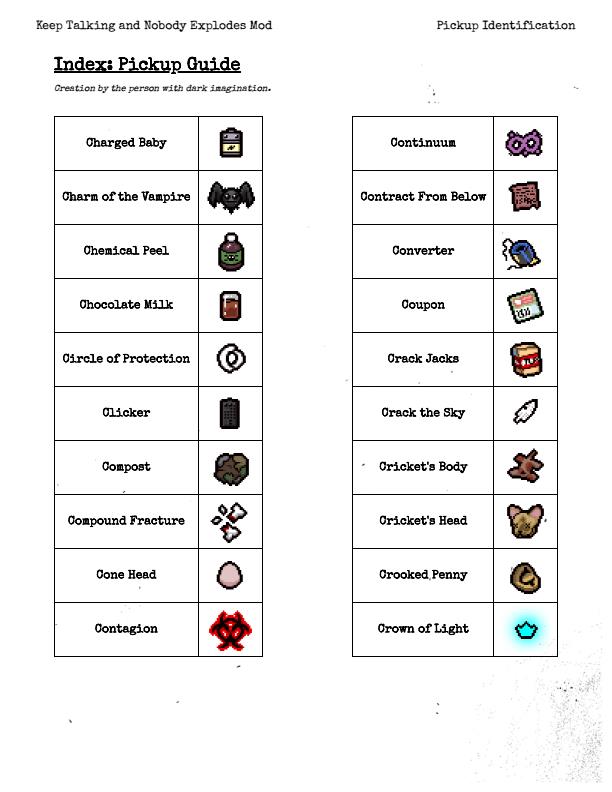 Keep Talking and Nobody Explodes Mod
Pickup Identification
Index: Pickup Guide
Creation by the person with dark imagination.
Charged Baby
Charm of the Vampire
Chemical Peel
Chocolate Milk
Circle of Protection
Clicker
Compost
Compound Fracture
Cone Head
Contagion
Continuum
Contract From Below
Converter
Coupon
Crack Jacks
Crack the Sky
Cricket's Body
Cricket's Head
Crooked Penny
Crown of Light